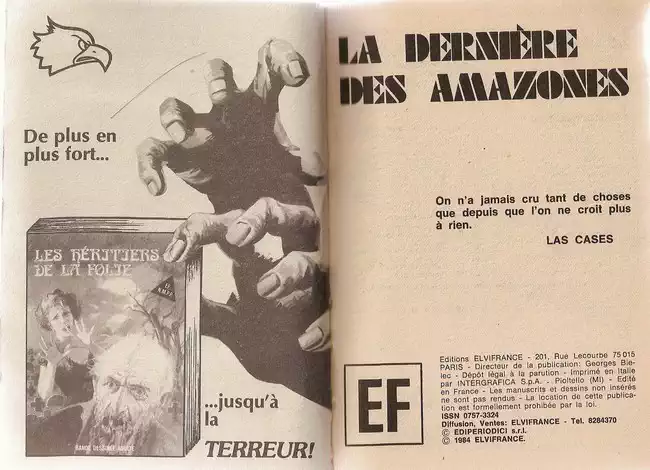 De plus en
plus fort...
LES HÉRITIERS
DE LA FOLIE
BANDE DESSINÉE ADULTE
...jusqu'à
la
TERREUR!
LA DERNIÈRE
DES AMAZONES
On n'a jamais cru tant de choses
que depuis que l'on ne croit plus
à rien.
LAS CASES
EF
Editions ELVIFRANCE - 201, Rue Lecourbe 75015
PARIS - Directeur de la publication: Georges Bie-
lec - Dépôt légal à la parution - Imprimé en Italie
par INTERGRAFICA S.p.A. - Pioltello (MI) - Edité
en France - Les manuscrits et dessins non insérés
ne sont pas rendus - La location de cette publica-
tion est formellement prohibée par la loi.
ISSN 0757-3324
Diffusion, Ventes: ELVIFRANCE - Tel. 8284370
© EDIPERIODICI s.r.l.
© 1984 ELVIFRANCE.